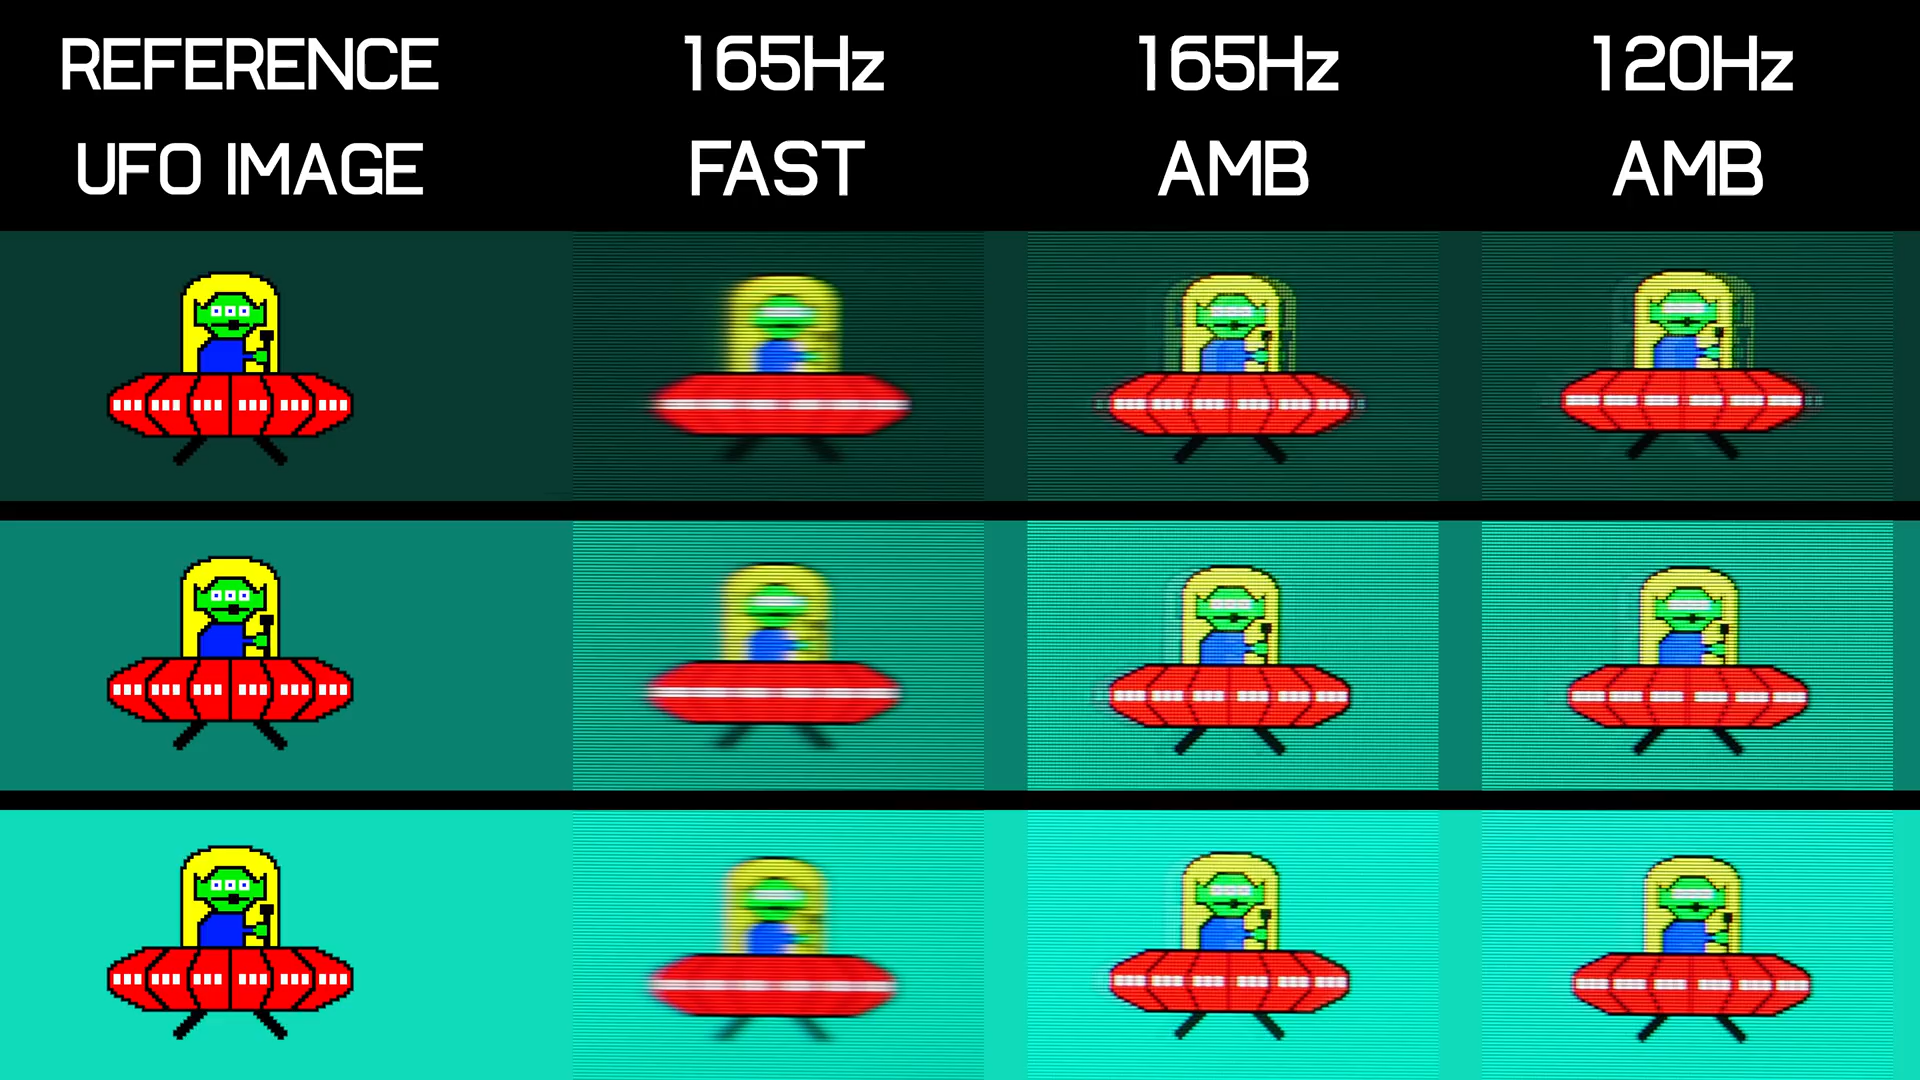 REFERENCE
UFO IMAGE
165Hz
FAST
165Hz
AMB
120Hz
AMB